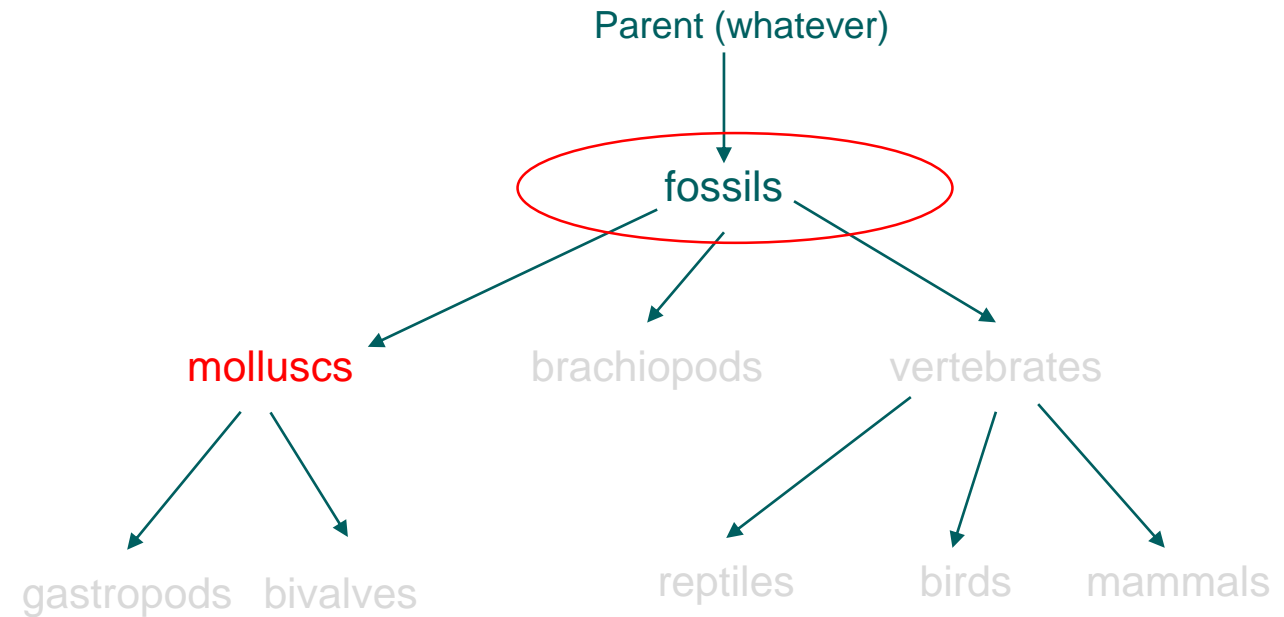 Parent (whatever)
fossils
molluscs
brachiopods
vertebrates
gastropods
bivalves
reptiles
birds
mammals